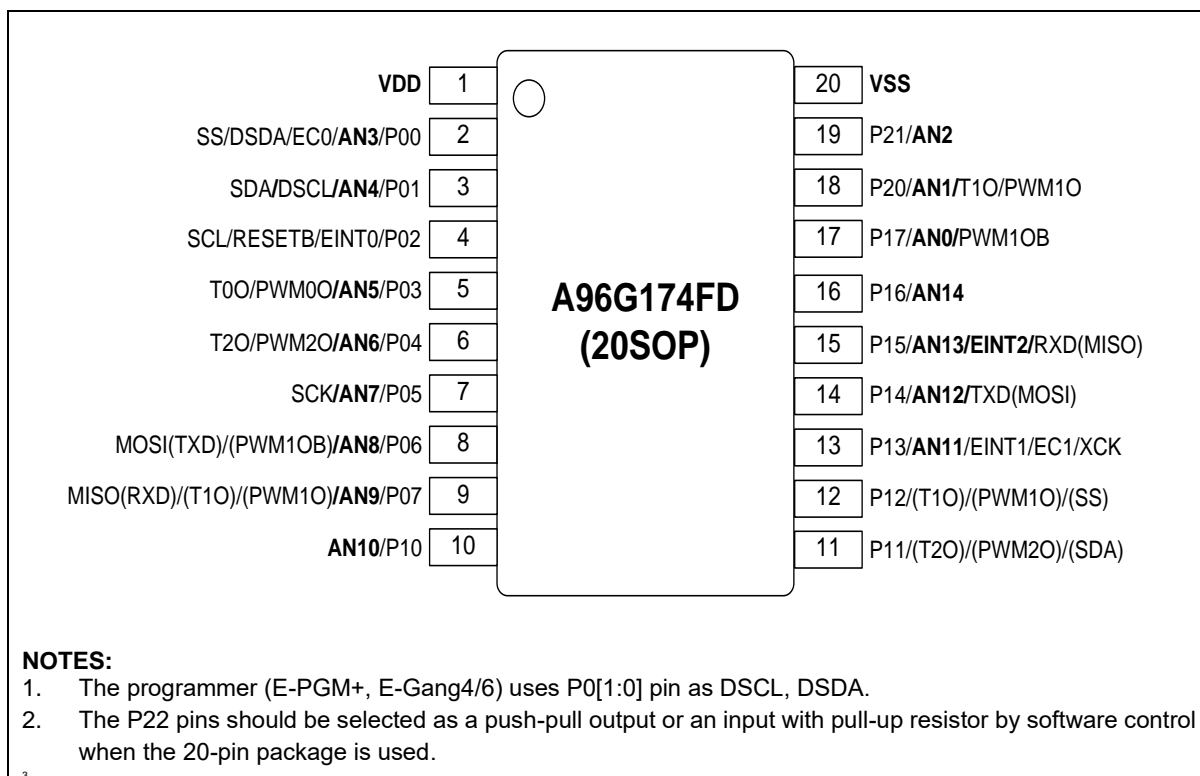 VDD 1
SS/DSDA/EC0/AN3/P00 2
SDA/DSCL/AN4/P01 3
SCL/RESETB/EINT0/P02 4
T0O/PWM0O/AN5/P03 5
T2O/PWM2O/AN6/P04 6
SCK/AN7/P05 7
MOSI(TXD)/(PWM1OB)/AN8/P06 8
MISO(RXD)/(T1O)/(PWM1O)/AN9/P07 9
AN10/P10 10
A96G174FD
(20SOP)
20 VSS
19 P21/AN2
18 P20/AN1/T1O/PWM1O
17 P17/AN0/PWM1OB
16 P16/AN14
15 P15/AN13/EINT2/RXD(MISO)
14 P14/AN12/TXD(MOSI)
13 P13/AN11/EINT1/EC1/XCK
12 P12/(T1O)/(PWM1O)/(SS)
11 P11/(T2O)/(PWM2O)/(SDA)
NOTES:
1. The programmer (E-PGM+, E-Gang4/6) uses P0[1:0] pin as DSCL, DSDA.
2. The P22 pins should be selected as a push-pull output or an input with pull-up resistor by software control
when the 20-pin package is used.
3